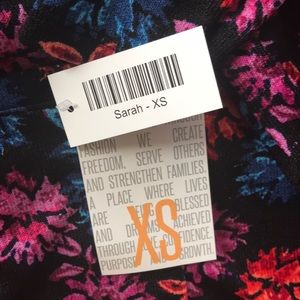 Sarah - XS
FASHION WE CREATE
FREEDOM. SERVE OTHERS
AND STRENGTHEN FAMILIES.
A PLACE WHERE LIVES
ARE BLESSED
AND ACHIEVED
THROUGH
PURPOSE GROWTH.
XS